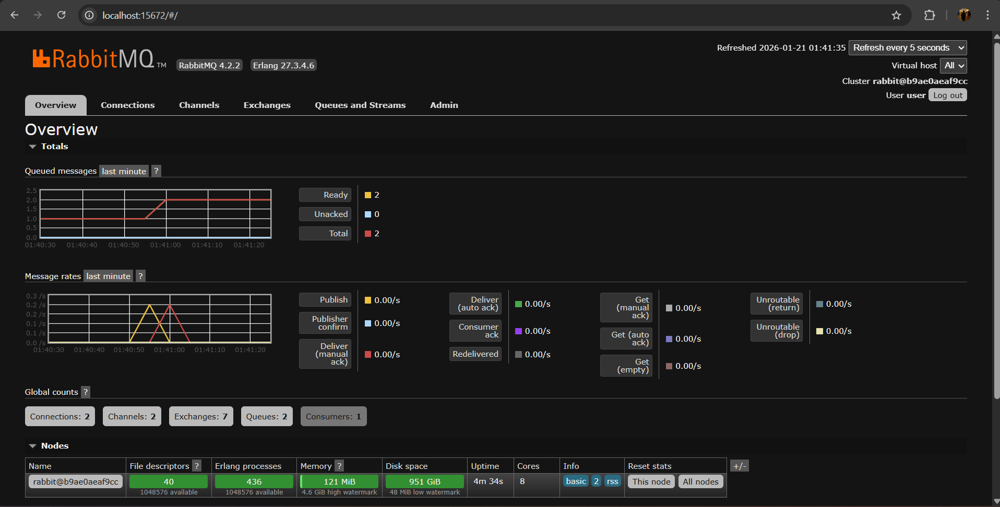 localhost:15672/#/
RabbitMQ TM
RabbitMQ 4.2.2 Erlang 27.3.4.6
Refreshed 2026-01-21 01:41:35 Refresh every 5 seconds
Virtual host All
Cluster rabbit@b9ae0aeaf9cc
User user Log out
Overview Connections Channels Exchanges Queues and Streams Admin
Overview
Totals
Queued messages last minute ?
2.5
2.0
1.5
1.0
0.5
0.0
01:40:30 01:40:40 01:40:50 01:41:00 01:41:10 01:41:20
Ready 2
Unacked 0
Total 2
Message rates last minute ?
0.3 /s
0.2 /s
0.2 /s
0.1 /s
0.1 /s
0.0 /s
01:40:30 01:40:40 01:40:50 01:41:00 01:41:10 01:41:20
Publish 0.00/s
Publisher
confirm 0.00/s
Deliver
(manual
ack) 0.00/s
Deliver
(auto ack) 0.00/s
Consumer
ack 0.00/s
Redelivered 0.00/s
Get
(manual
ack) 0.00/s
Get (auto
ack) 0.00/s
Get
(empty) 0.00/s
Unroutable
(return) 0.00/s
Unroutable
(drop) 0.00/s
Global counts ?
Connections: 2 Channels: 2 Exchanges: 7 Queues: 2 Consumers: 1
Nodes
Name File descriptors ? Erlang processes Memory ? Disk space Uptime Cores Info Reset stats +/-
rabbit@b9ae0aeaf9cc 40 436 121 MiB 951 GiB 4m 34s 8 basic 2 rss This node All nodes
1048576 available 1048576 available 4.6 GiB high watermark 48 MiB low watermark